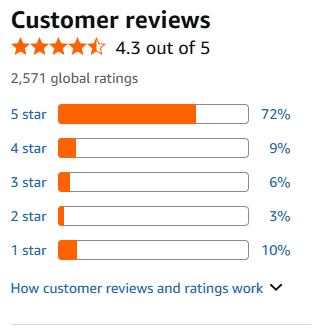 Customer reviews
4.3 out of 5
2,571 global ratings
5 star 72%
4 star 9%
3 star 6%
2 star 3%
1 star 10%
How customer reviews and ratings work